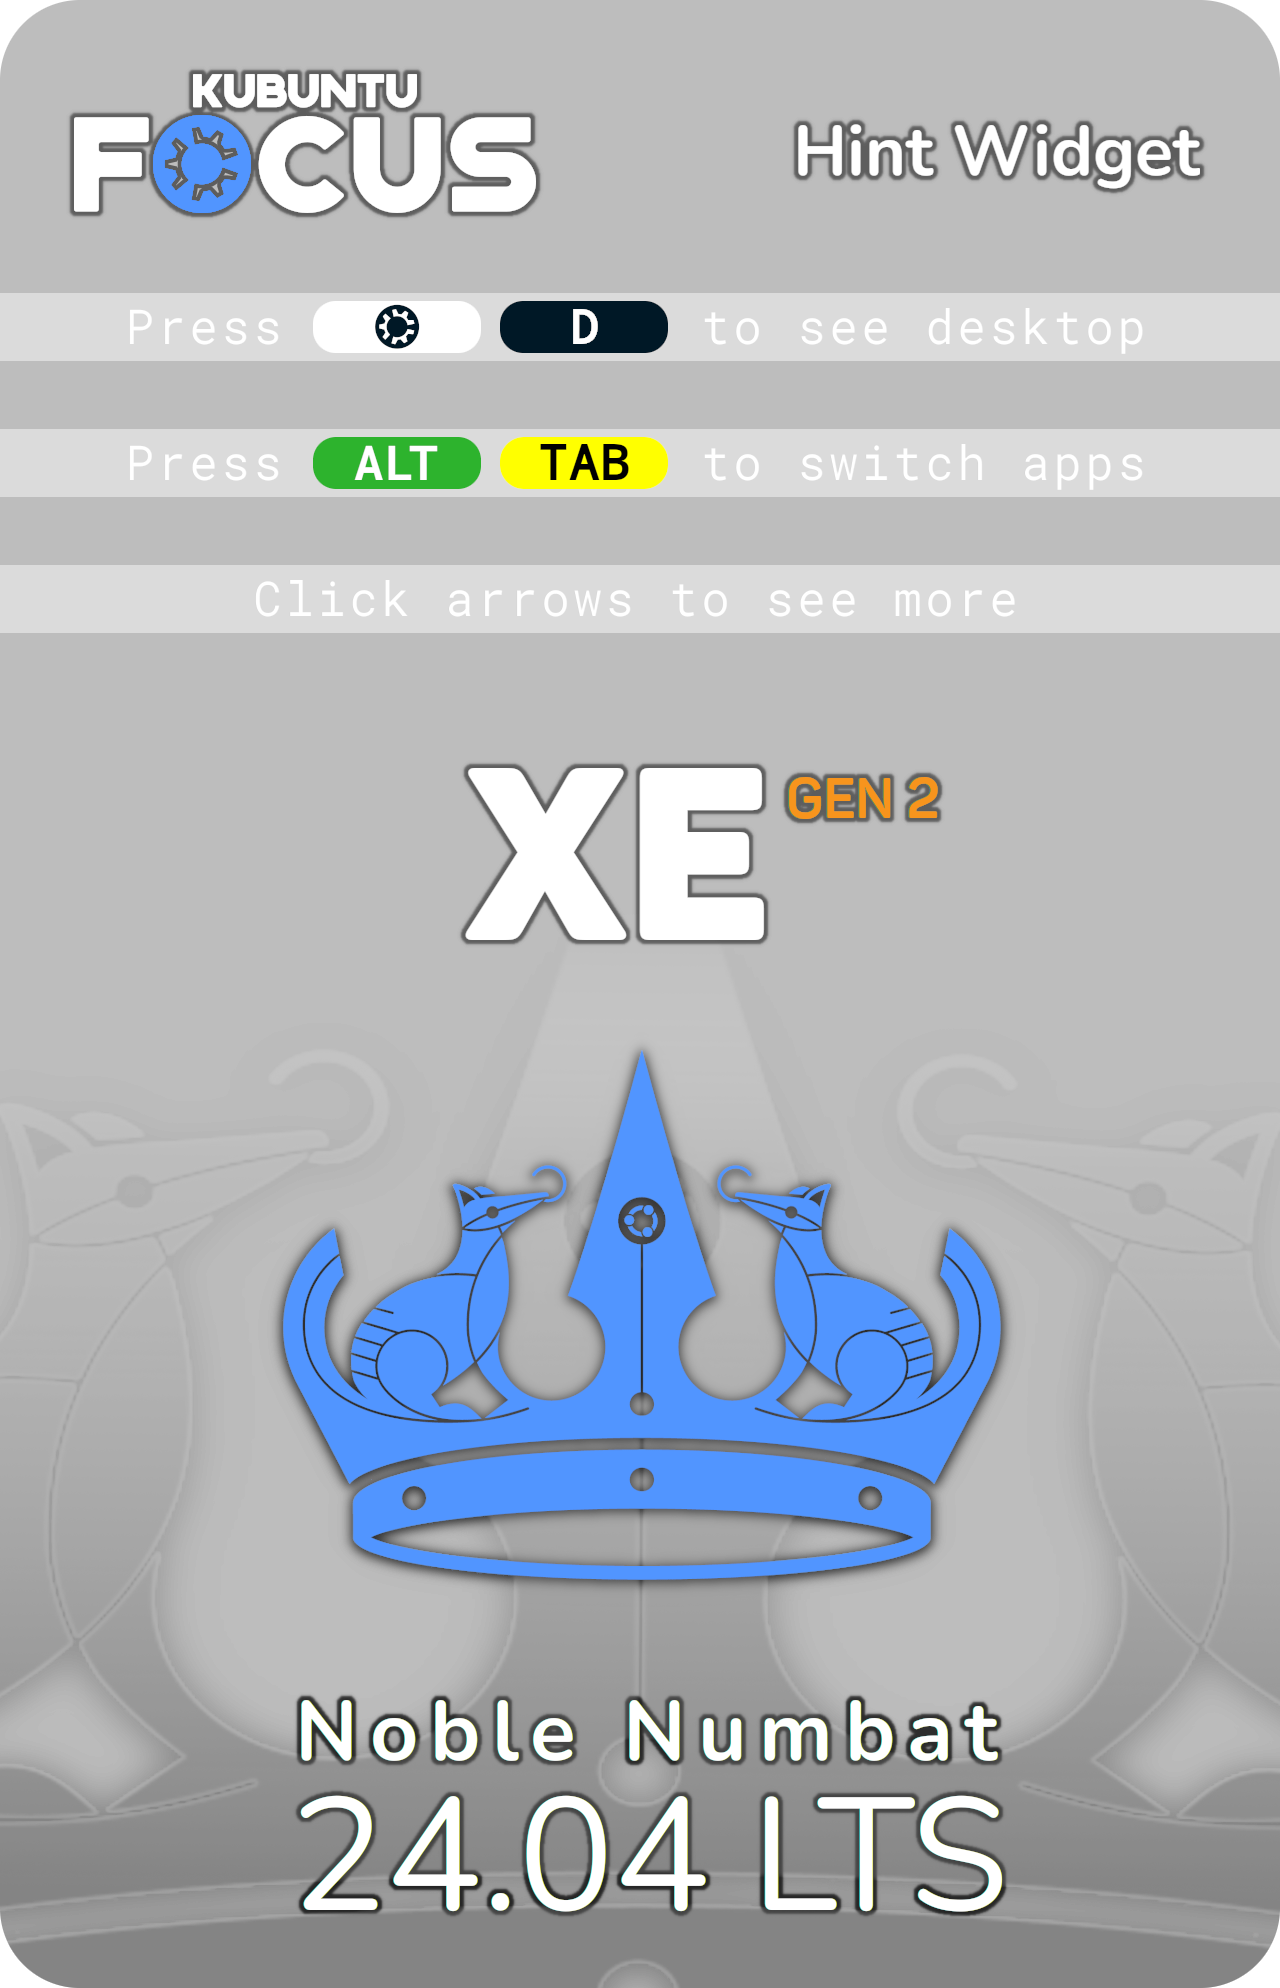 KUBUNTU
FOCUS
Hint Widget
Press D to see desktop
Press ALT TAB to switch apps
Click arrows to see more
XE GEN 2
Noble Numbat
24.04 LTS